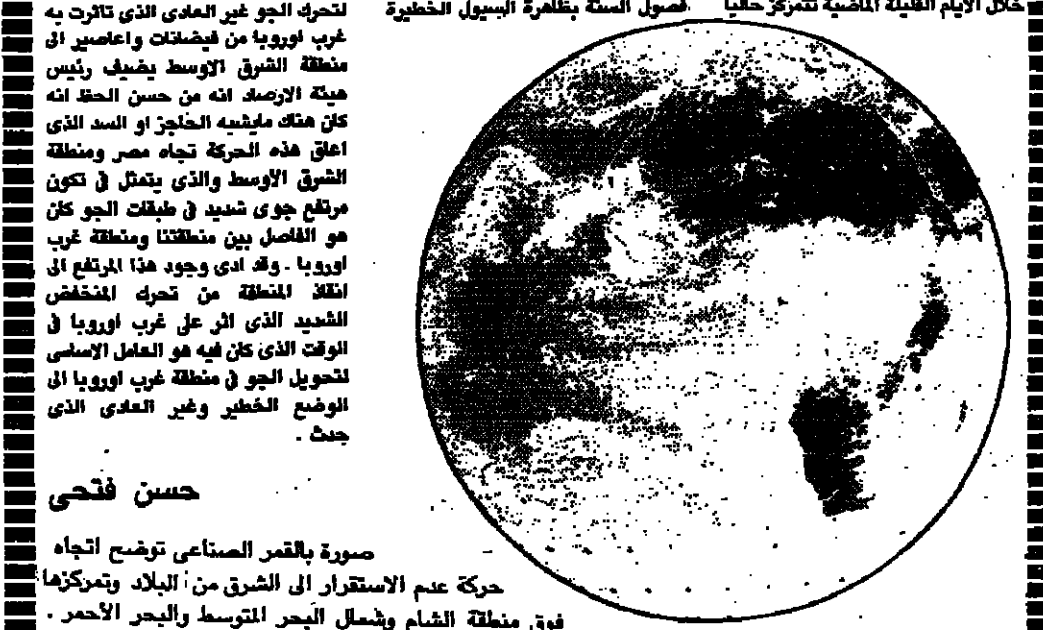 خلال الأيام القليلة الماضية تتمركز حاليا
فصول السنة بظاهرة السيول الخطيرة
لتحرك الجو غير العادى الذى تاثرت به
غرب اوروبا من فيضانات واعاصير الى
منطقة الشرق الاوسط يضيف رئيس
هيئة الارصاد انه من حسن الحظ انه
كان هناك مايشبه الحاجز او السد الذى
اعاق هذه الحركة تجاه مصر ومنطقة
الشرق الأوسط والذى يتمثل فى تكون
مرتفع جوى شديد فى طبقات الجو كان
هو الفاصل بين منطقتنا ومنطقة غرب
اوروبا . وقد ادى وجود هذا المرتفع الى
انقاذ المنطقة من تحرك المنخفض
الشديد الذى اثر على غرب اوروبا فى
الوقت الذى كان فيه هو العامل الاساسى
لتحويل الجو فى منطقة غرب اوروبا الى
الوضع الخطير وغير العادى الذى
حدث .
حسن فتحى
صورة بالقمر الصناعى توضح اتجاه
حركة عدم الاستقرار الى الشرق من البلاد وتمركزها
فوق منطقة الشام وشمال البحر المتوسط والبحر الأحمر .